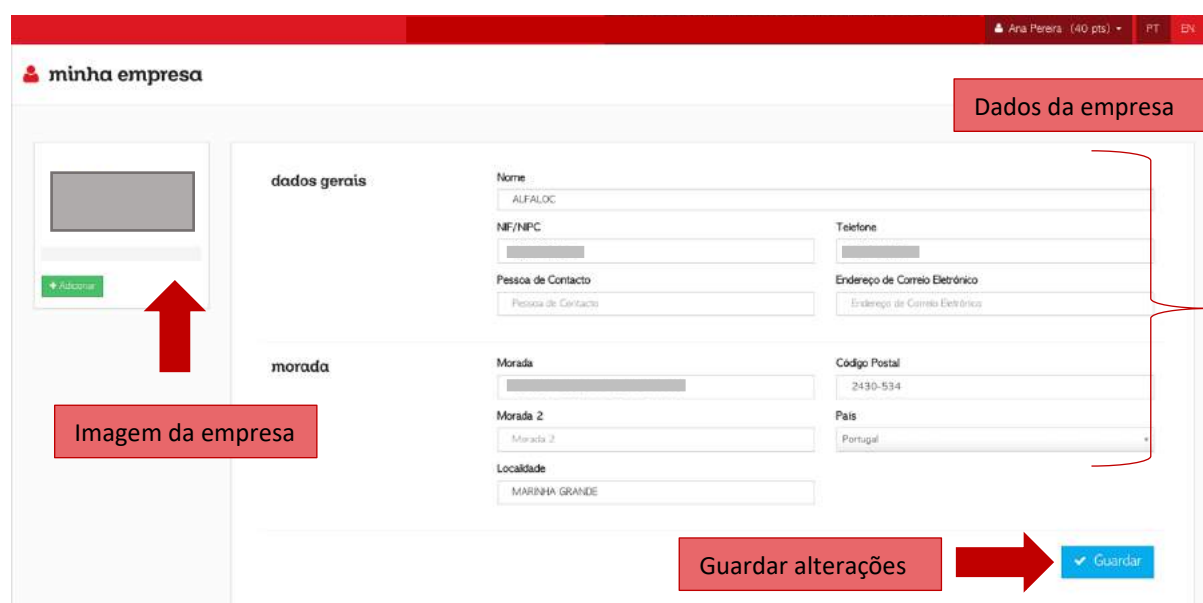 Ana Pereira (40 pts) PT EN
minha empresa
Dados da empresa
dados gerais
Nome
ALFALOC
NIF/NIPC Telefone
Adicionar
Pessoa de Contacto Endereço de Correio Eletrónico
Pessoa de Contacto Endereço de Correio Eletrónico
morada
Morada Código Postal
2430-534
Morada 2 País
Morada 2 Portugal
Imagem da empresa
Localidade
MARINHA GRANDE
Guardar alterações
Guardar